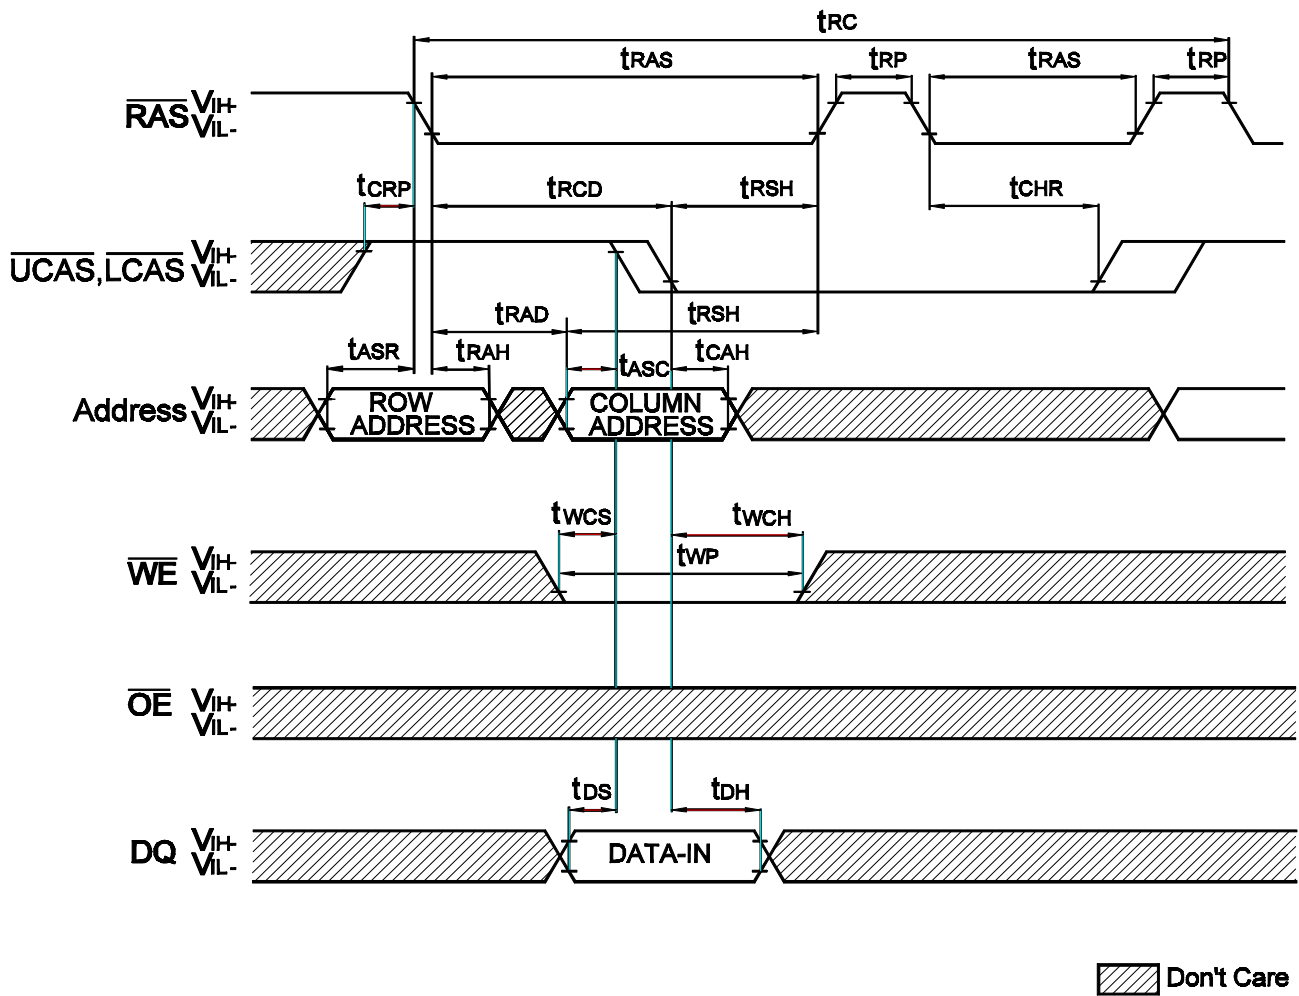 tRC
tRAS tRP tRAS tRP
RAS VIH-
VIL-
tCRP tRCD tRSH tCHR
UCAS,LCAS VIH-
VIL-
tRAD tRSH
tASR tRAH tASC tCAH
Address VIH-
VIL-
ROW
ADDRESS
COLUMN
ADDRESS
tWCS tWCH
tWP
WE VIH-
VIL-
OE VIH-
VIL-
tDS tDH
DQ VIH-
VIL-
DATA-IN
Don't Care